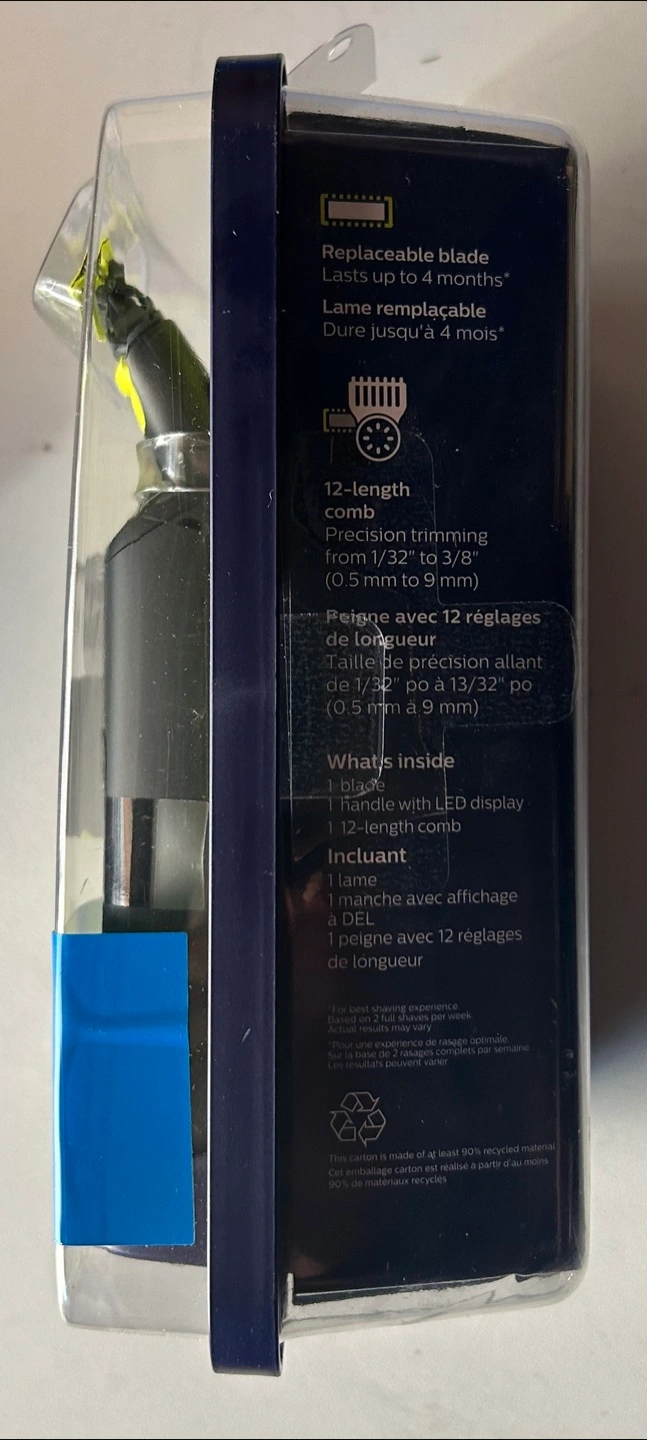 Replaceable blade
Lasts up to 4 months*
Lame remplaçable
Dure jusqu'à 4 mois*
12-length
comb
Precision trimming
from 1/32" to 3/8"
(0.5 mm to 9 mm)
Peigne avec 12 réglages
de longueur
Taille de précision allant
de 1/32" po à 13/32" po
(0.5 mm à 9 mm)
What's inside
1 blade
1 handle with LED display
1 12-length comb
Incluant
1 lame
1 manche avec affichage
à DEL
1 peigne avec 12 réglages
de longueur
*For best shaving experience.
Based on 2 full shaves per week.
Actual results may vary
*Pour une expérience de rasage optimale.
Sur la base de 2 rasages complets par semaine.
Les résultats peuvent varier
This carton is made of at least 90% recycled material
Cet emballage carton est réalisé à partir d'au moins
90% de matériaux recyclés